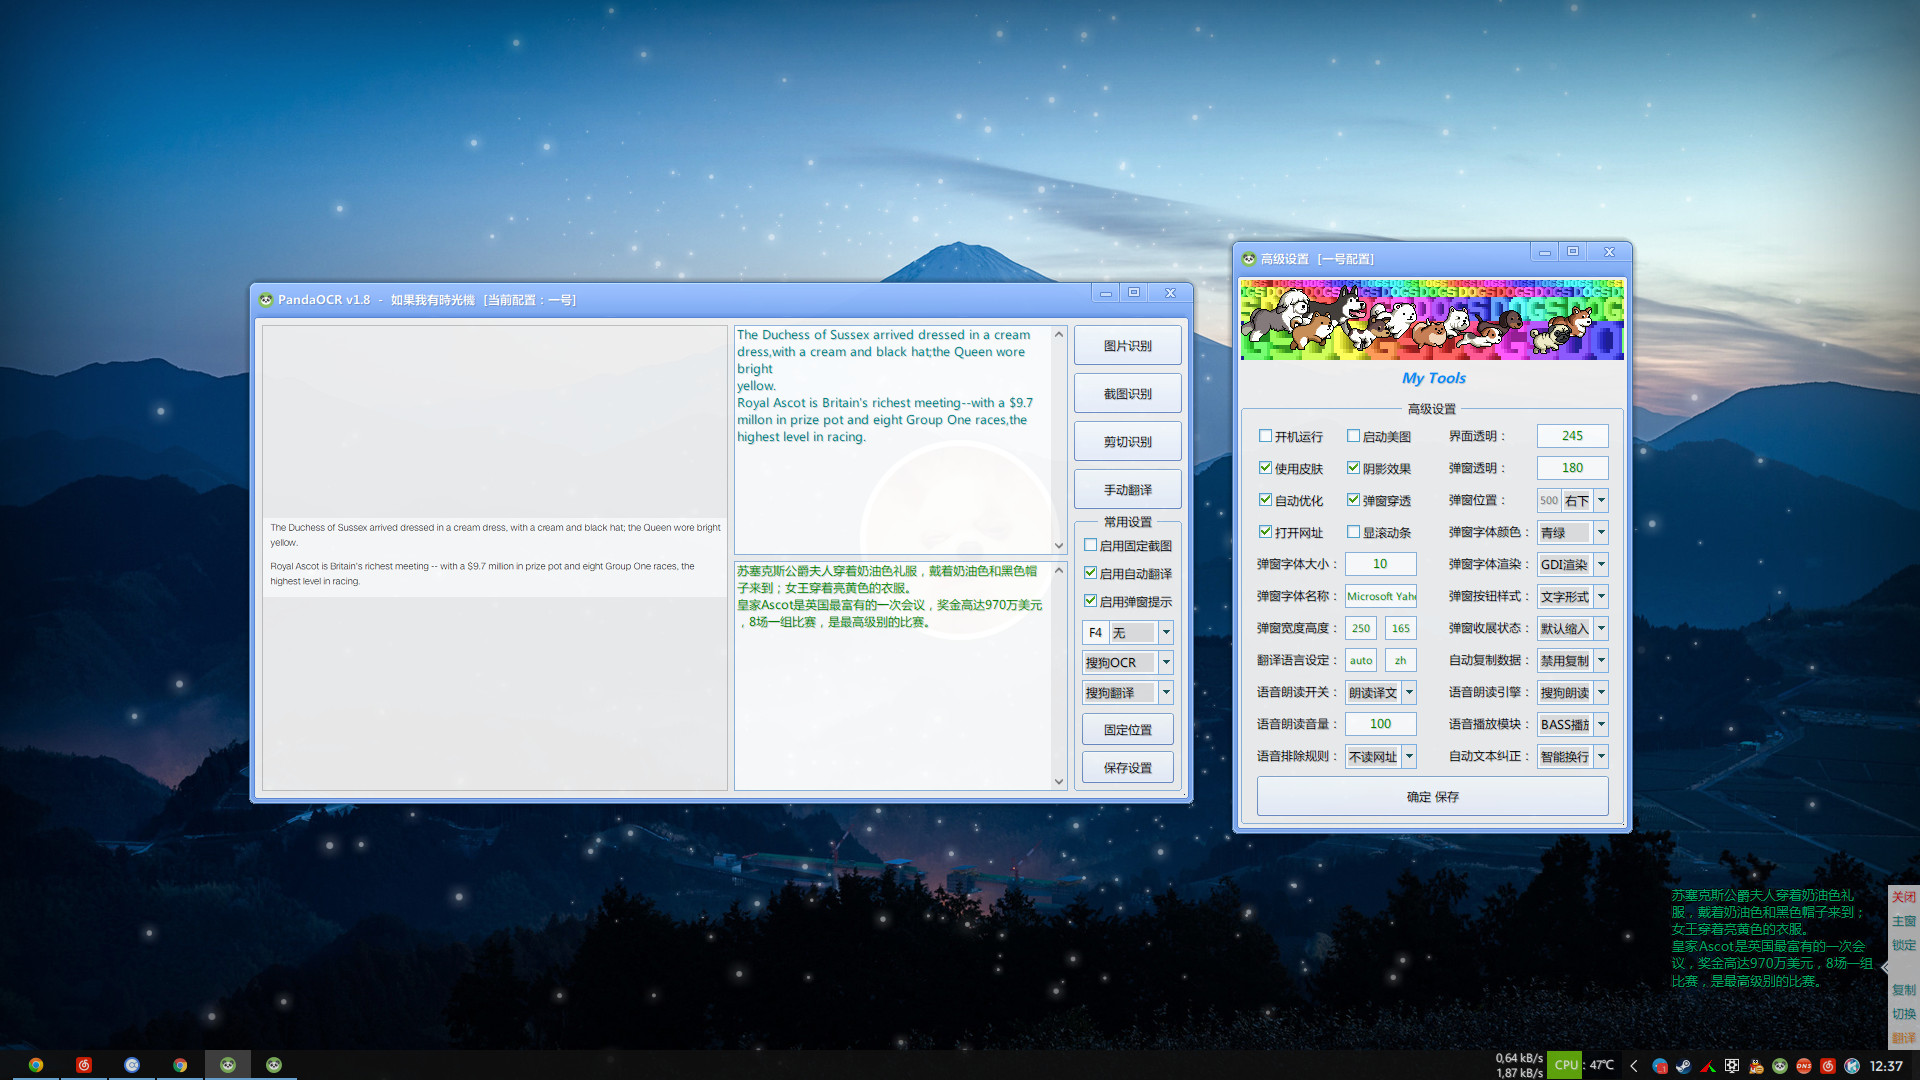 PandaOCR v1.8 - 如果我有時光機 [当前配置：一号]
The Duchess of Sussex arrived dressed in a cream dress, with a cream and black hat; the Queen wore bright
yellow.
Royal Ascot is Britain's richest meeting -- with a $9.7 million in prize pot and eight Group One races, the
highest level in racing.
The Duchess of Sussex arrived dressed in a cream
dress,with a cream and black hat;the Queen wore
bright
yellow.
Royal Ascot is Britain's richest meeting--with a $9.7
millon in prize pot and eight Group One races,the
highest level in racing.
苏塞克斯公爵夫人穿着奶油色礼服，戴着奶油色和黑色帽
子来到；女王穿着亮黄色的衣服。
皇家Ascot是英国最富有的一次会议，奖金高达970万美元
，8场一组比赛，是最高级别的比赛。
图片识别
截图识别
剪切识别
手动翻译
常用设置
启用固定截图
启用自动翻译
启用弹窗提示
F4 无
搜狗OCR
搜狗翻译
固定位置
保存设置
高级设置 [一号配置]
My Tools
高级设置
开机运行 启动美图 界面透明： 245
使用皮肤 阴影效果 弹窗透明： 180
自动优化 弹窗穿透 弹窗位置： 500 右下
打开网址 显滚动条 弹窗字体颜色： 青绿
弹窗字体大小： 10 弹窗字体渲染： GDI渲染
弹窗字体名称： Microsoft Yahe 弹窗按钮样式： 文字形式
弹窗宽度高度： 250 165 弹窗收展状态： 默认缩入
翻译语言设定： auto zh 自动复制数据： 禁用复制
语音朗读开关： 朗读译文 语音朗读引擎： 搜狗朗读
语音朗读音量： 100 语音播放模块： BASS播放
语音排除规则： 不读网址 自动文本纠正： 智能换行
确定 保存
苏塞克斯公爵夫人穿着奶油色礼
服，戴着奶油色和黑色帽子来到；
女王穿着亮黄色的衣服。
皇家Ascot是英国最富有的一次会
议，奖金高达970万美元，8场一组
比赛，是最高级别的比赛。
关闭
主窗
锁定
复制
切换
翻译
0,64 kB/s
1,87 kB/s
CPU : 47℃
DNS
12:37